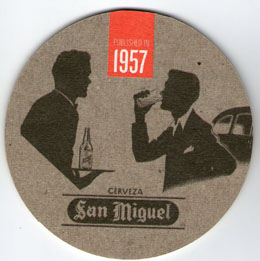 PUBLISHED IN
1957
CERVEZA
San Miguel